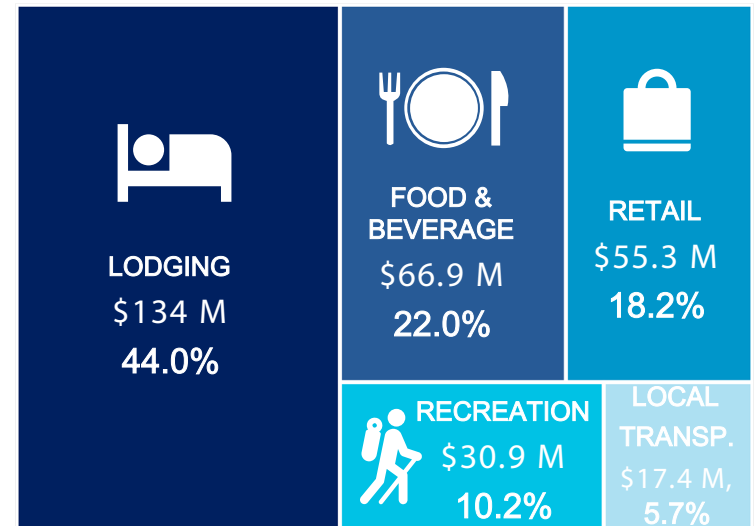 LODGING
$134 M
44.0%
FOOD &
BEVERAGE
$66.9 M
22.0%
RETAIL
$55.3 M
18.2%
RECREATION
$30.9 M
10.2%
LOCAL
TRANSP.
$17.4 M,
5.7%